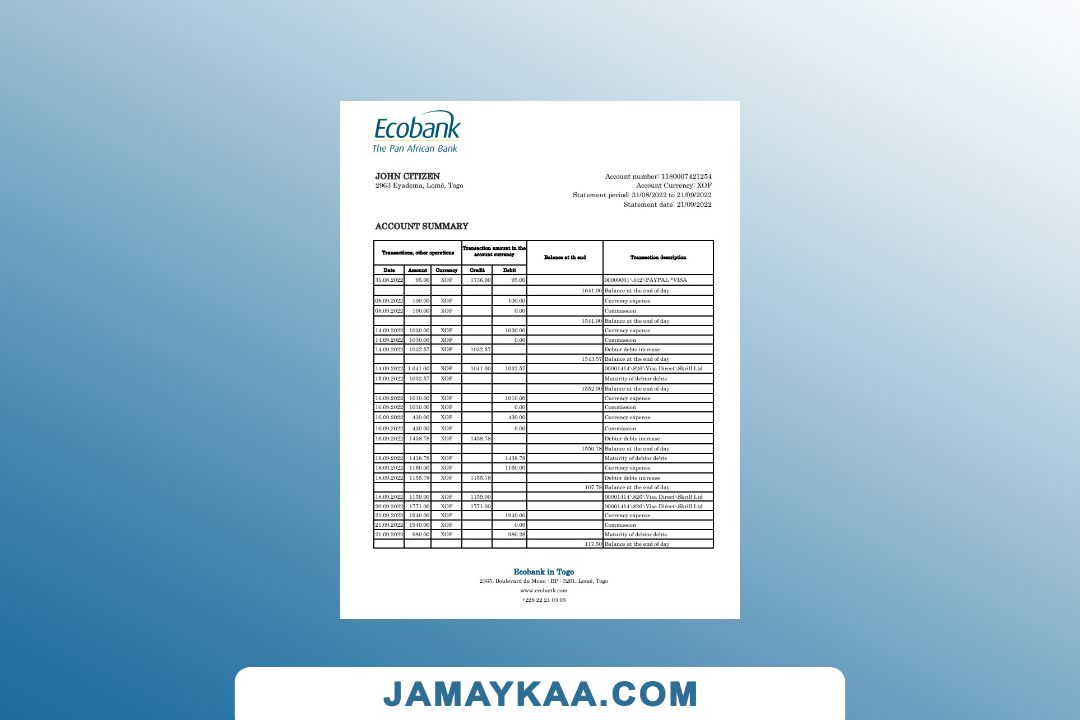 Ecobank
The Pan African Bank
JOHN CITIZEN
2963 Eyadema, Lomé, Togo
Account number: 1180007421254
Account Currency: XOF
Statement period: 31/08/2022 to 21/09/2022
Statement date: 21/09/2022
ACCOUNT SUMMARY
Transactions, other operations Transaction amount in the account currency Balance at th end Transaction description
Date Amount Currency Credit Debit
31.08.2022 95.00 XOF 1736.00 95.00 00000001\442\PAYPAL *VISA
1641.00 Balance at the end of day
08.09.2022 100.00 XOF 100.00 Currency expense
08.09.2022 100.00 XOF 0.00 Commission
1541.00 Balance at the end of day
14.09.2022 1030.00 XOF 1030.00 Currency expense
14.09.2022 1030.00 XOF 0.00 Commission
14.09.2022 1032.57 XOF 1032.57 Debtor debts increase
1543.57 Balance at the end of day
14.09.2022 1.041.00 XOF 1041.00 1032.57 00001414\826\Visa Direct\Skrill Ltd
15.09.2022 1032.57 XOF Maturity of debtor debts
1552.00 Balance at the end of day
16.09.2022 1010.00 XOF 1010.00 Currency expense
16.09.2022 1010.00 XOF 0.00 Commission
16.09.2022 430.00 XOF 430.00 Currency expense
16.09.2022 430.00 XOF 0.00 Commission
16.09.2022 1438.78 XOF 1438.78 Debtor debts increase
1550.78 Balance at the end of day
18.09.2022 1438.78 XOF 1438.78 Maturity of debtor debts
18.09.2022 1160.00 XOF 1160.00 Currency expense
18.09.2022 1155.78 XOF 1155.78 Debtor debts increase
107.78 Balance at the end of day
18.09.2022 1159.00 XOF 1159.00 00001414\826\Visa Direct\Skrill Ltd
20.09.2022 1771.00 XOF 1771.00 00001414\826\Visa Direct\Skrill Ltd
21.09.2022 1940.00 XOF 1940.00 Currency expense
21.09.2022 1940.00 XOF 0.00 Commission
21.09.2022 980.00 XOF 980.28 Maturity of debtor debts
117.50 Balance at the end of day
Ecobank in Togo
2365, Boulevard du Mono - BP : 3261, Lomé, Togo
www.ecobank.com
+228 22 21 03 03
JAMAYKAA.COM